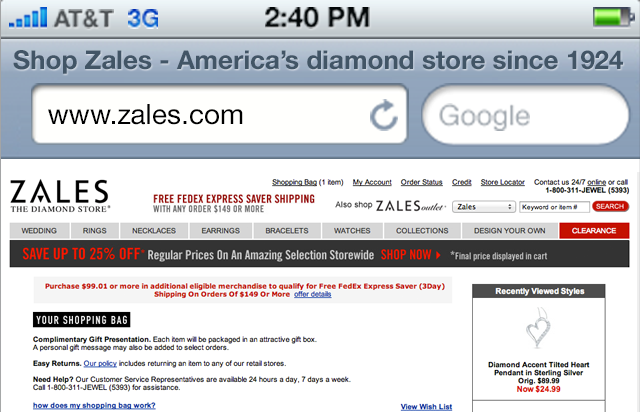 AT&T 3G 2:40 PM
Shop Zales - America's diamond store since 1924
www.zales.com Google
Shopping Bag (1 item) My Account Order Status Credit Store Locator Contact us 24/7 online or call
1-800-311-JEWEL (5393)
ZALES
THE DIAMOND STORE®
FREE FEDEX EXPRESS SAVER SHIPPING
WITH ANY ORDER $149 OR MORE
Also shop ZALES outlet Zales Keyword or item # SEARCH
WEDDING RINGS NECKLACES EARRINGS BRACELETS WATCHES COLLECTIONS DESIGN YOUR OWN CLEARANCE
SAVE UP TO 25% OFF* Regular Prices On An Amazing Selection Storewide SHOP NOW *Final price displayed in cart
Purchase $99.01 or more in additional eligible merchandise to qualify for Free FedEx Express Saver (3Day)
Shipping On Orders Of $149 Or More offer details
YOUR SHOPPING BAG
Complimentary Gift Presentation. Each item will be packaged in an attractive gift box.
A personal gift message may also be added to select orders.
Easy Returns. Our policy includes returning an item to any of our retail stores.
Need Help? Our Customer Service Representatives are available 24 hours a day, 7 days a week.
Call 1-800-311-JEWEL (5393) for assistance.
how does my shopping bag work? View Wish List
Recently Viewed Styles
Diamond Accent Tilted Heart
Pendant in Sterling Silver
Orig. $89.99
Now $24.99